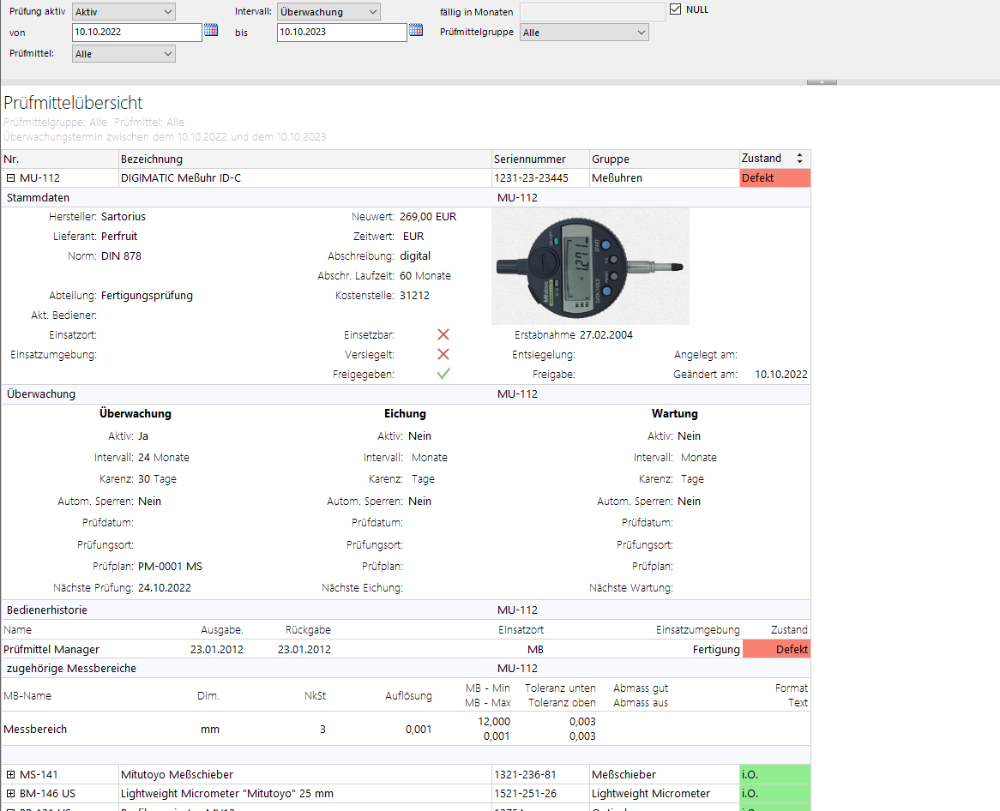 Prüfung aktiv Aktiv Intervall: Überwachung fällig in Monaten NULL
von 10.10.2022 bis 10.10.2023 Prüfmittelgruppe Alle
Prüfmittel: Alle
Prüfmittelübersicht
Prüfmittelgruppe: Alle Prüfmittel: Alle
Überwachungstermin zwischen dem 10.10.2022 und dem 10.10.2023
Nr. Bezeichnung Seriennummer Gruppe Zustand
MU-112 DIGIMATIC Meßuhr ID-C 1231-23-23445 Meßuhren Defekt
Stammdaten MU-112
Hersteller: Sartorius Neuwert: 269,00 EUR
Lieferant: Perfruit Zeitwert: EUR
Norm: DIN 878 Abschreibung: digital
Abschr. Laufzeit: 60 Monate
Abteilung: Fertigungsprüfung Kostenstelle: 31212
Akt. Bediener:
Einsatzort: Einsetzbar: Erstabnahme 27.02.2004
Einsatzumgebung: Versiegelt: Entsiegelung: Angelegt am:
Freigegeben: Freigabe: Geändert am: 10.10.2022
Mitutoyo
-1.271
START
DATA/HOLD
Überwachung MU-112
Überwachung Eichung Wartung
Aktiv: Ja Aktiv: Nein Aktiv: Nein
Intervall: 24 Monate Intervall: Monate Intervall: Monate
Karenz: 30 Tage Karenz: Tage Karenz: Tage
Autom. Sperren: Nein Autom. Sperren: Nein Autom. Sperren: Nein
Prüfdatum: Prüfdatum: Prüfdatum:
Prüfungsort: Prüfungsort: Prüfungsort:
Prüfplan: PM-0001 MS Prüfplan: Prüfplan:
Nächste Prüfung: 24.10.2022 Nächste Eichung: Nächste Wartung:
Bedienerhistorie MU-112
Name Ausgabe. Rückgabe Einsatzort Einsatzumgebung Zustand
Prüfmittel Manager 23.01.2012 23.01.2012 MB Fertigung Defekt
zugehörige Messbereiche MU-112
MB-Name Dim. NkSt Auflösung MB - Min Toleranz unten Abmass gut Format
MB - Max Toleranz oben Abmass aus Text
Messbereich mm 3 0,001 12,000 0,003
0,001 0,003
MS-141 Mitutoyo Meßschieber 1321-236-81 Meßschieber i.O.
BM-146 US Lightweight Micrometer "Mitutoyo" 25 mm 1521-251-26 Lightweight Micrometer i.O.